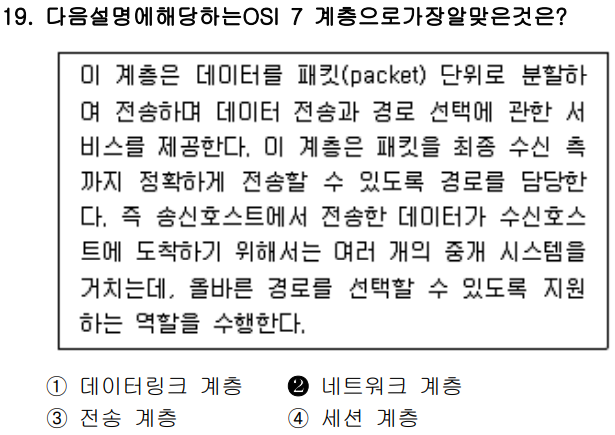 19. 다음설명에해당하는OSI 7 계층으로가장알맞은것은?
이 계층은 데이터를 패킷(packet) 단위로 분할하
여 전송하며 데이터 전송과 경로 선택에 관한 서
비스를 제공한다. 이 계층은 패킷을 최종 수신 측
까지 정확하게 전송할 수 있도록 경로를 담당한
다. 즉 송신호스트에서 전송한 데이터가 수신호스
트에 도착하기 위해서는 여러 개의 중개 시스템을
거치는데, 올바른 경로를 선택할 수 있도록 지원
하는 역할을 수행한다.
① 데이터링크 계층 ❷ 네트워크 계층
③ 전송 계층 ④ 세션 계층